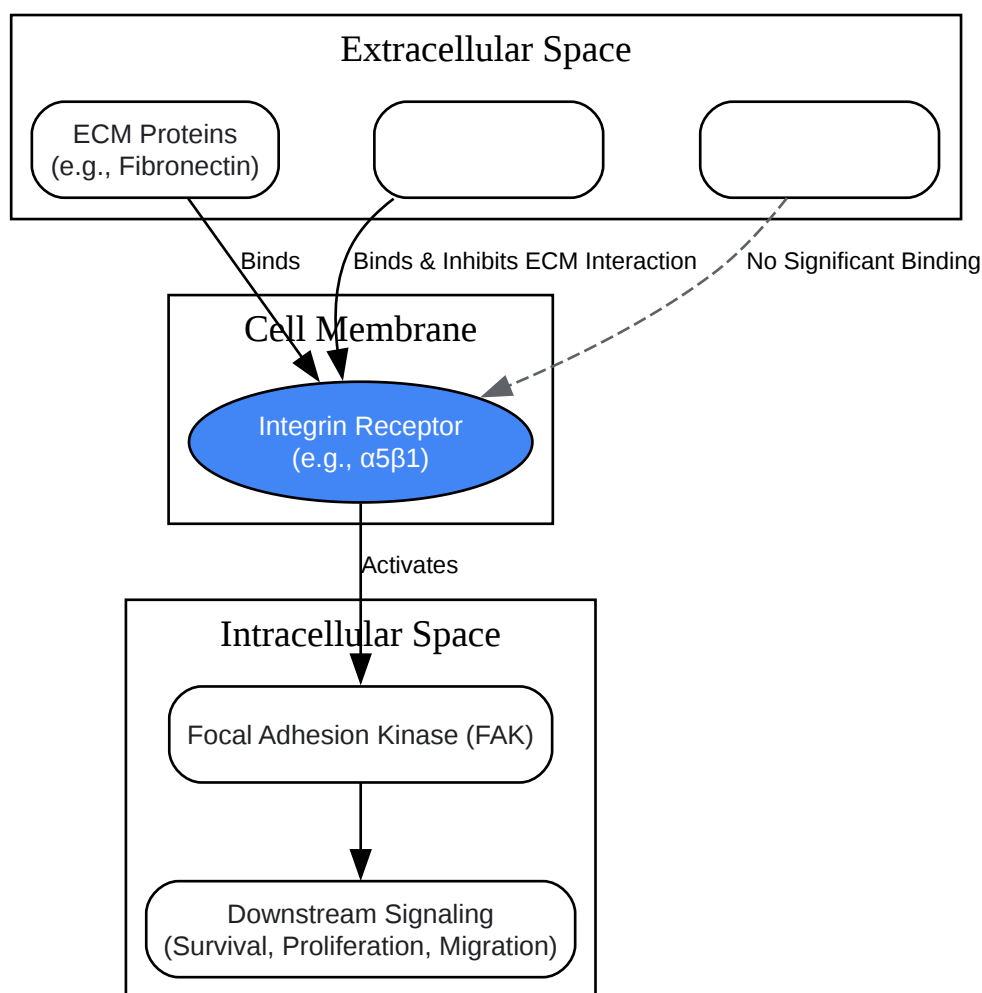 Extracellular Space
ECM Proteins
(e.g., Fibronectin)
Binds
Binds & Inhibits ECM Interaction
No Significant Binding
Cell Membrane
Integrin Receptor
(e.g., α5β1)
Activates
Intracellular Space
Focal Adhesion Kinase (FAK)
Downstream Signaling
(Survival, Proliferation, Migration)